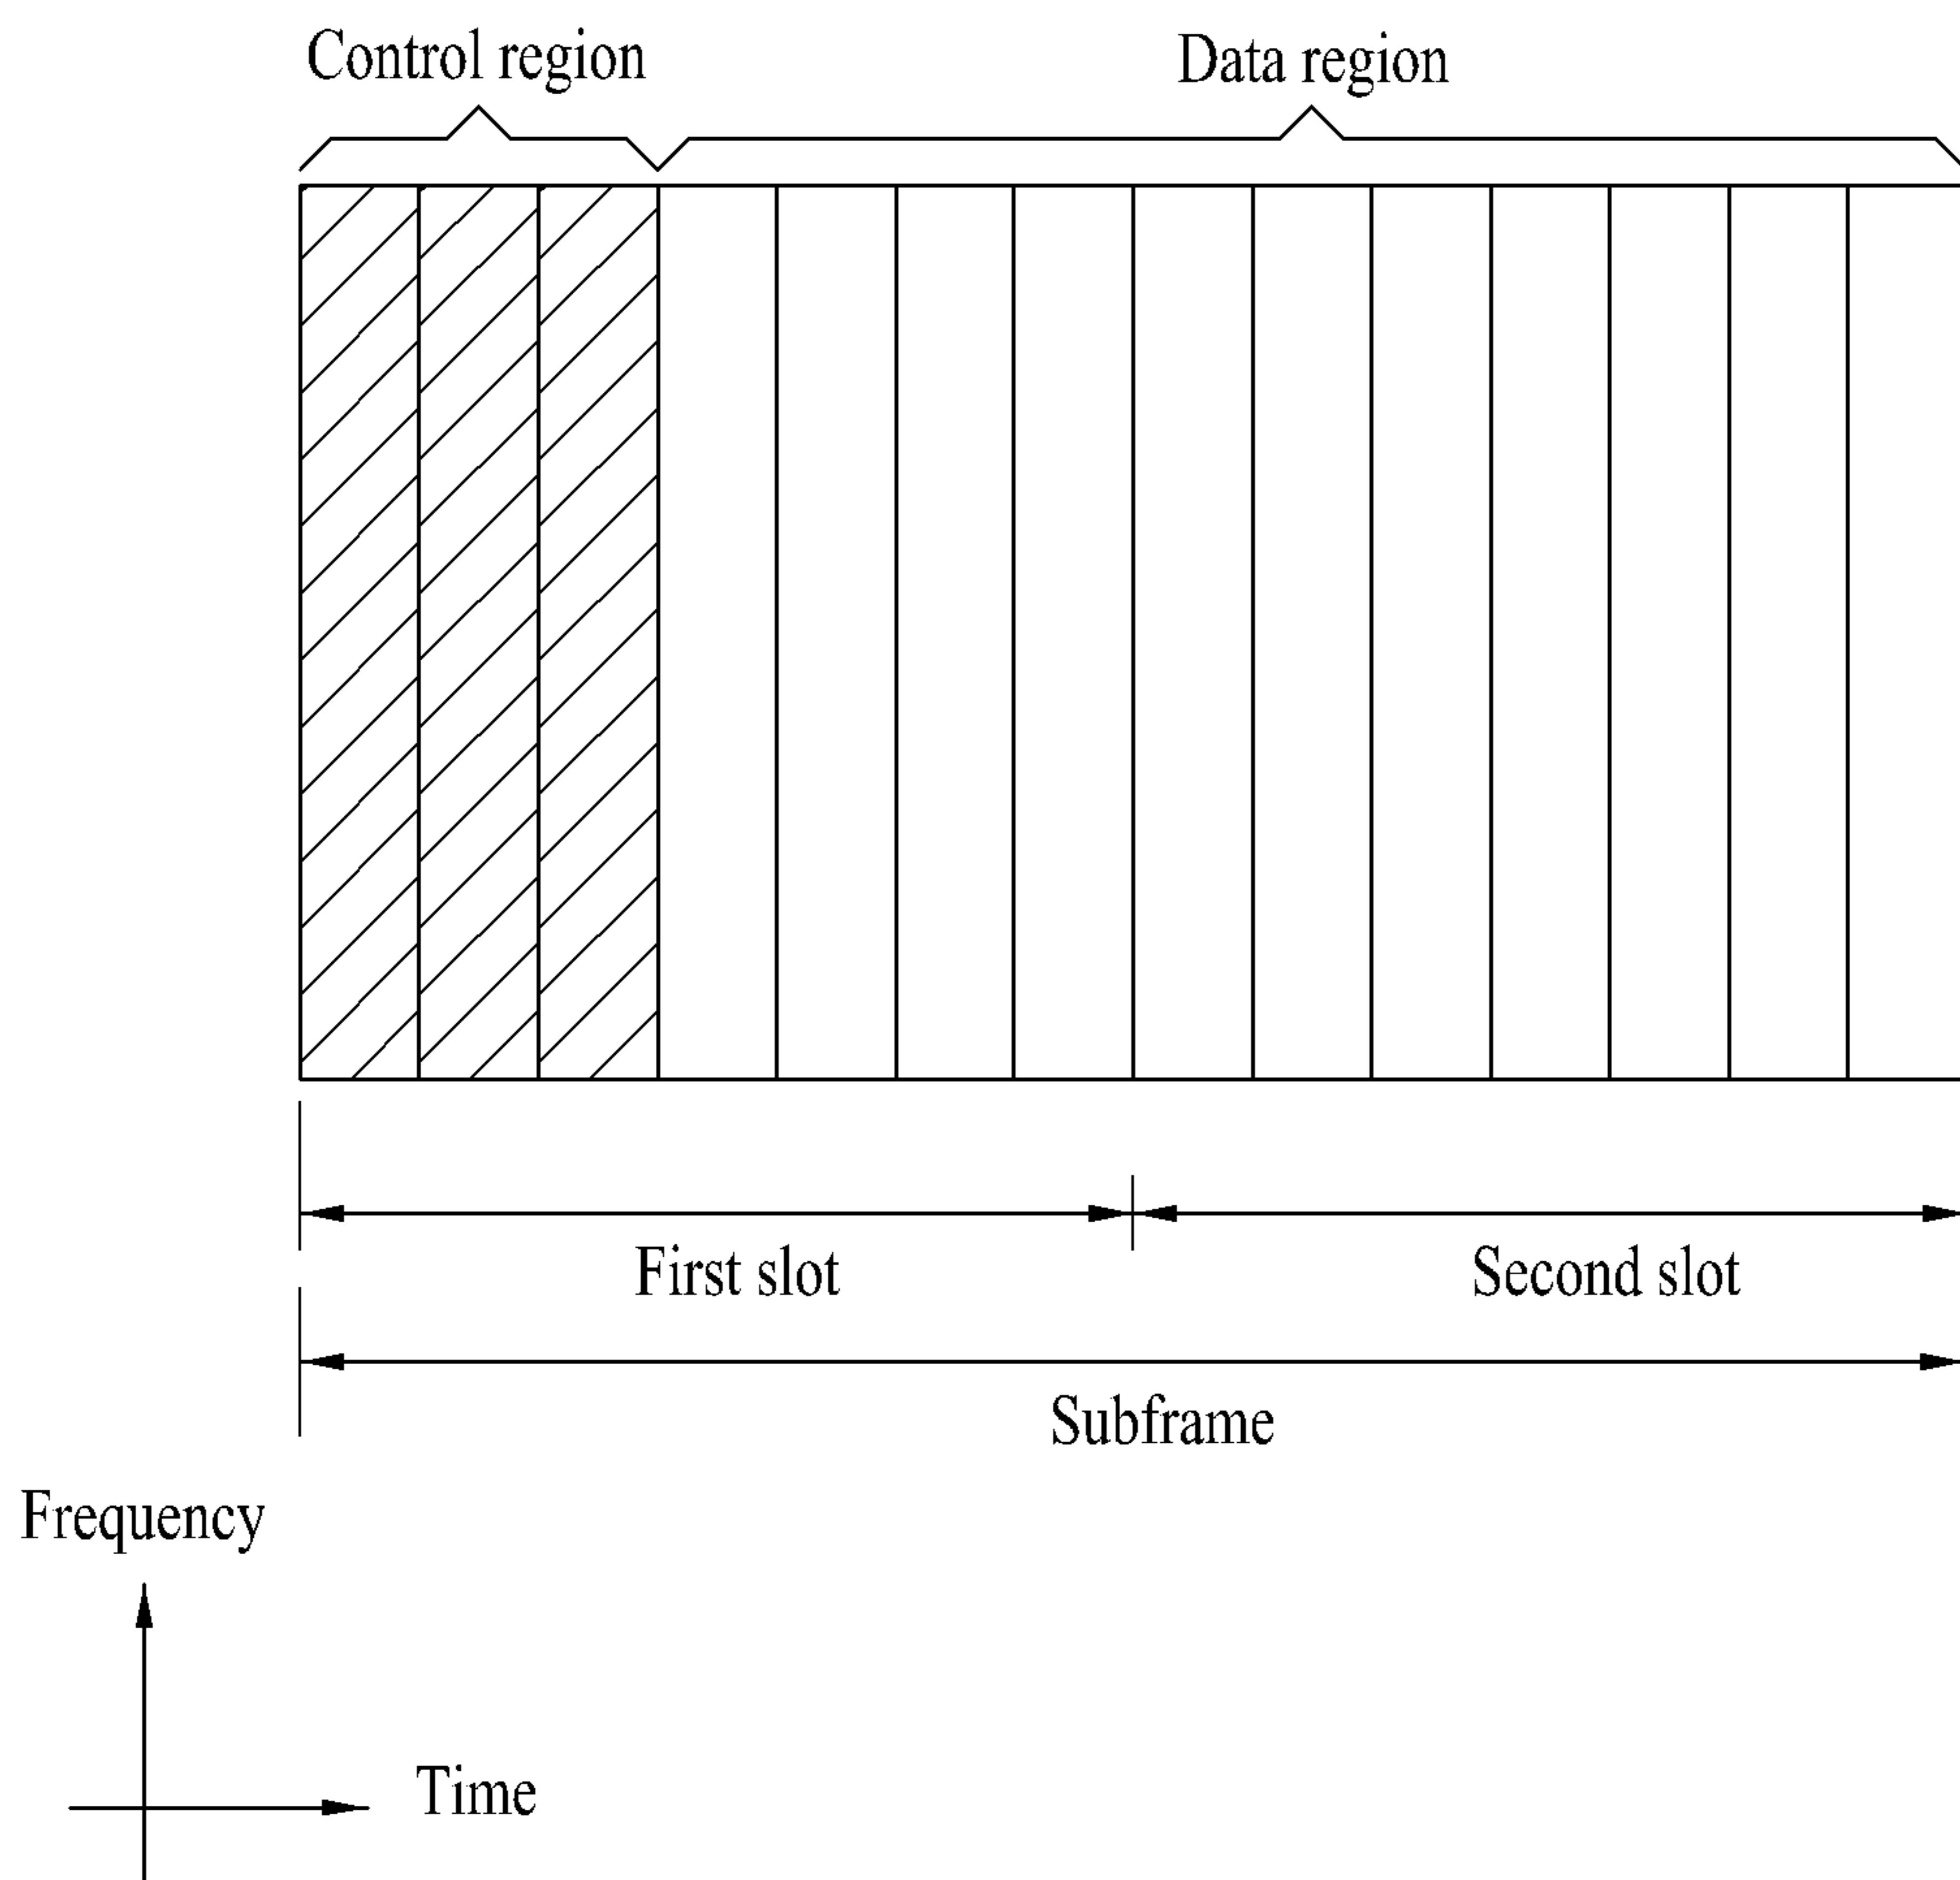 Control region
Data region
First slot
Second slot
Subframe
Frequency
Time